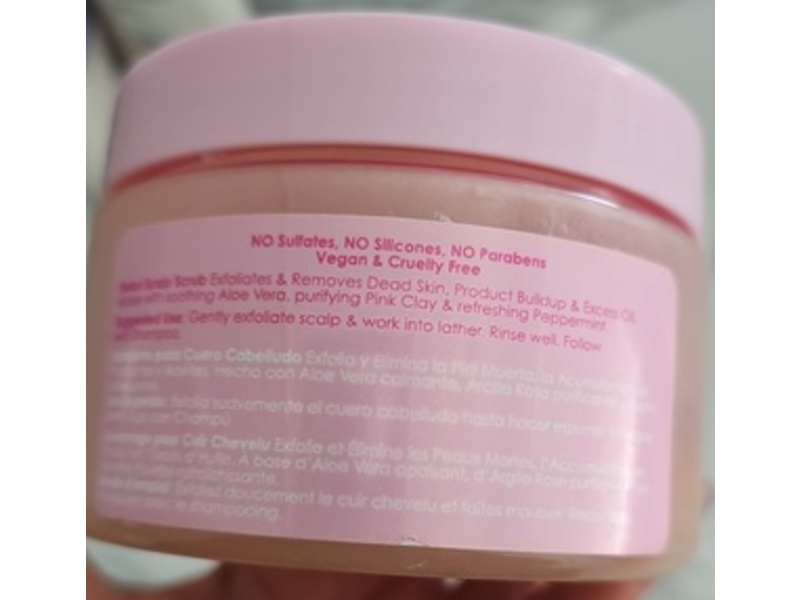 NO Sulfates, NO Silicones, NO Parabens
Vegan & Cruelty Free
Scalp Scrub Exfoliates & Removes Dead Skin, Product Buildup & Excess Oil.
with soothing Aloe Vera, purifying Pink Clay & refreshing Peppermint.
Suggested Use: Gently exfoliate scalp & work into lather. Rinse well. Follow
Shampoo.
para Cuero Cabelludo Exfolia y Elimina la Piel Muerta, la
Aceites. Hecho con Aloe Vera calmante, Arcilla Rosa purificante
Exfolia suavemente el cuero cabelludo hasta hacer espuma.
con Champú.
pour Cuir Chevelu Exfolie et Élimine les Peaux Mortes,
d'Huile. A base d'Aloe Vera apaisant, d'Argile Rose
doucement le cuir chevelu et faites mousser.
le shampooing.